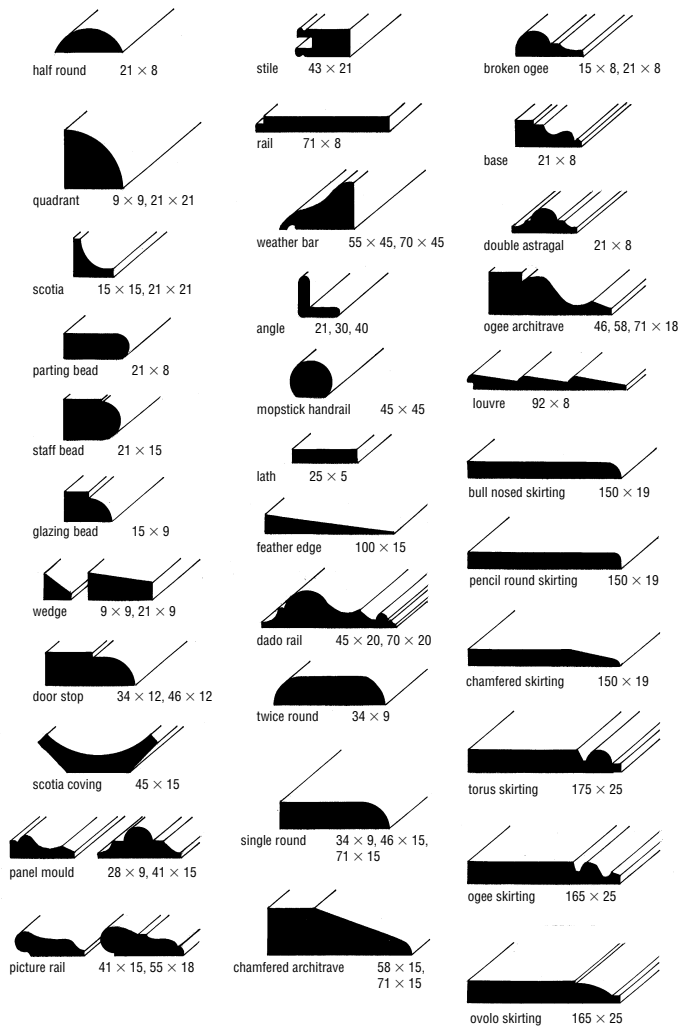 half round 21 × 8
quadrant 9 × 9, 21 × 21
scotia 15 × 15, 21 × 21
parting bead 21 × 8
staff bead 21 × 15
glazing bead 15 × 9
wedge 9 × 9, 21 × 9
door stop 34 × 12, 46 × 12
scotia coving 45 × 15
panel mould 28 × 9, 41 × 15
picture rail 41 × 15, 55 × 18
stile 43 × 21
rail 71 × 8
weather bar 55 × 45, 70 × 45
angle 21, 30, 40
mopstick handrail 45 × 45
lath 25 × 5
feather edge 100 × 15
dado rail 45 × 20, 70 × 20
twice round 34 × 9
single round 34 × 9, 46 × 15,
71 × 15
chamfered architrave 58 × 15,
71 × 15
broken ogee 15 × 8, 21 × 8
base 21 × 8
double astragal 21 × 8
ogee architrave 46, 58, 71 × 18
louvre 92 × 8
bull nosed skirting 150 × 19
pencil round skirting 150 × 19
chamfered skirting 150 × 19
torus skirting 175 × 25
ogee skirting 165 × 25
ovolo skirting 165 × 25